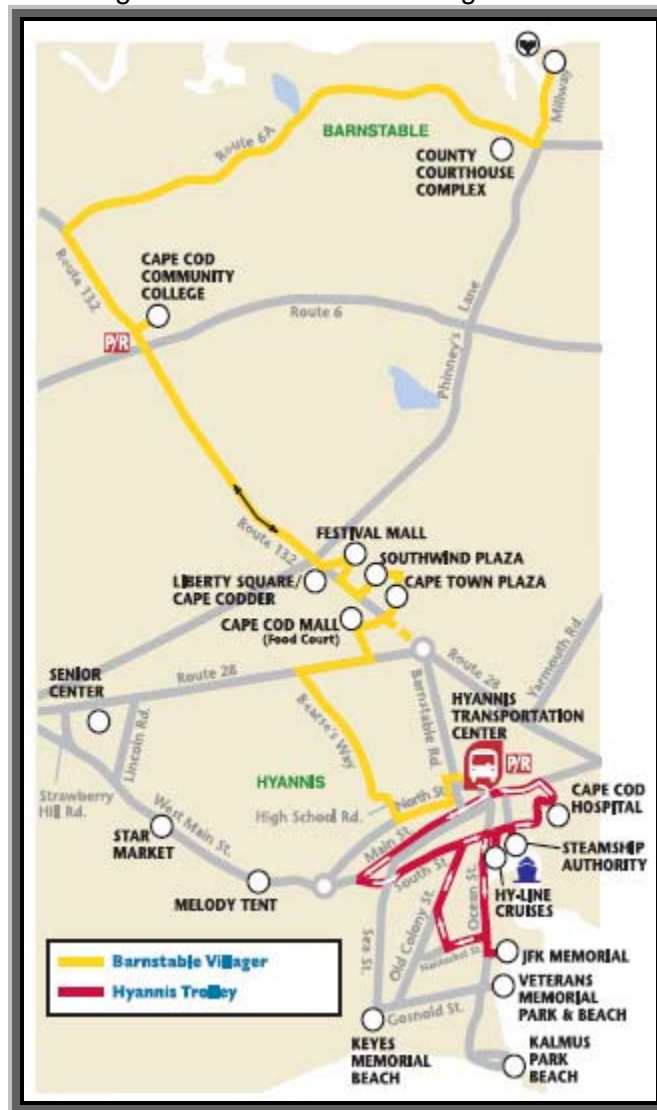 Millway
BARNSTABLE
Route 6A
COUNTY
COURTHOUSE
COMPLEX
Route 132
CAPE COD
COMMUNITY
COLLEGE
P/R
Route 6
Phinney's Lane
Route 132
FESTIVAL MALL
SOUTHWIND PLAZA
LIBERTY SQUARE/
CAPE CODDER
CAPE TOWN PLAZA
CAPE COD MALL
(Food Court)
Route 28
Route 28
Yarmouth Rd.
SENIOR
CENTER
Barnstable Rd.
HYANNIS
TRANSPORTATION
CENTER
P/R
Bearse's Way
Lincoln Rd.
HYANNIS
North St.
Strawberry
Hill Rd.
High School Rd.
CAPE COD
HOSPITAL
West Main St.
Main St.
STAR
MARKET
South St.
STEAMSHIP
AUTHORITY
MELODY TENT
HY-LINE
CRUISES
Sea St.
Old Colony St.
Ocean St.
Nantucket St.
JFK MEMORIAL
Barnstable Villager
Hyannis Trolley
VETERANS
MEMORIAL
PARK & BEACH
Gosnold St.
KEYES
MEMORIAL
BEACH
KALMUS
PARK
BEACH